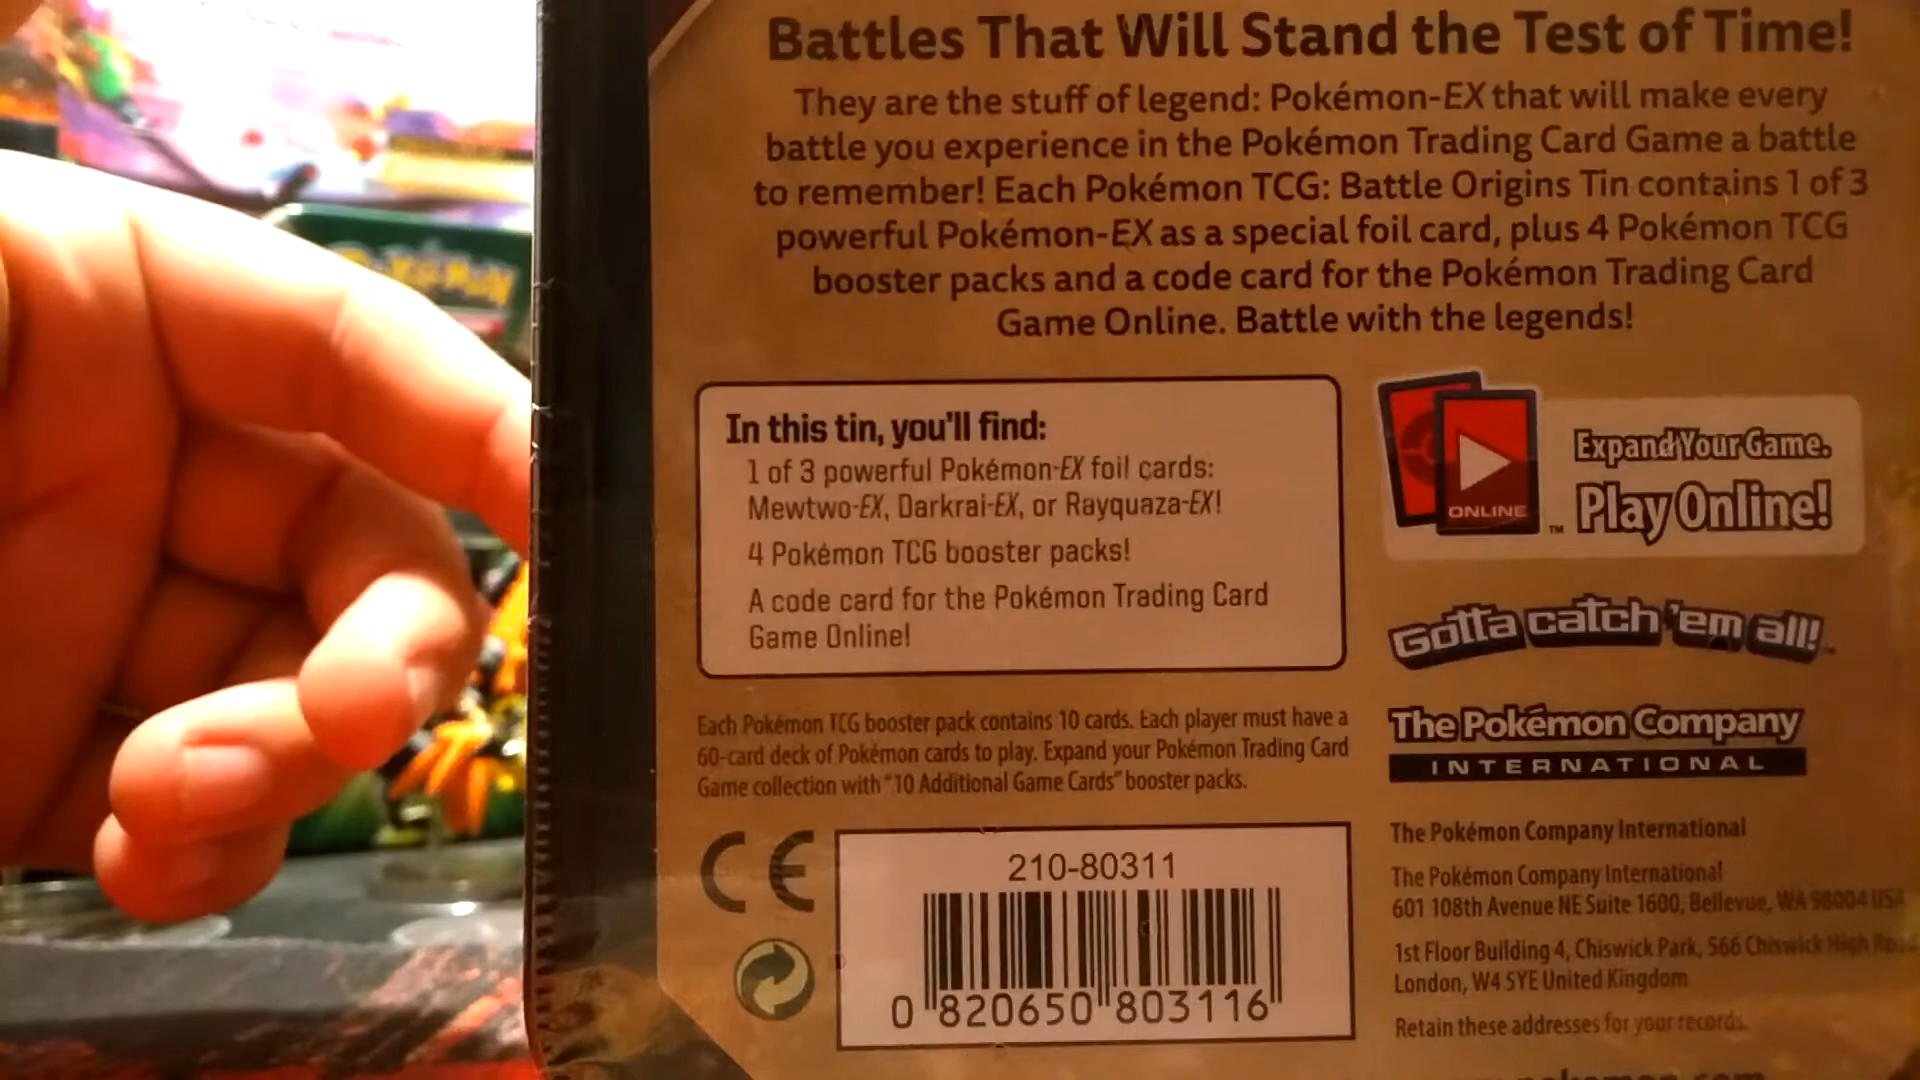 Battles That Will Stand the Test of Time!
They are the stuff of legend: Pokémon-EX that will make every
battle you experience in the Pokémon Trading Card Game a battle
to remember! Each Pokémon TCG: Battle Origins Tin contains 1 of 3
powerful Pokémon-EX as a special foil card, plus 4 Pokémon TCG
booster packs and a code card for the Pokémon Trading Card
Game Online. Battle with the legends!
In this tin, you'll find:
1 of 3 powerful Pokémon-EX foil cards:
Mewtwo-EX, Darkrai-EX, or Rayquaza-EX!
4 Pokémon TCG booster packs!
A code card for the Pokémon Trading Card
Game Online!
ONLINE
™
Expand Your Game.
Play Online!
Gotta catch 'em all!™
Each Pokémon TCG booster pack contains 10 cards. Each player must have a
60-card deck of Pokémon cards to play. Expand your Pokémon Trading Card
Game collection with "10 Additional Game Cards" booster packs.
The Pokémon Company
INTERNATIONAL
CE
210-80311
0 820650 803116
The Pokémon Company International
The Pokémon Company International
601 108th Avenue NE Suite 1600, Bellevue, WA 98004 USA
1st Floor Building 4, Chiswick Park, 566 Chiswick High
London, W4 5YE United Kingdom
Retain these addresses for your records.
POKéMON